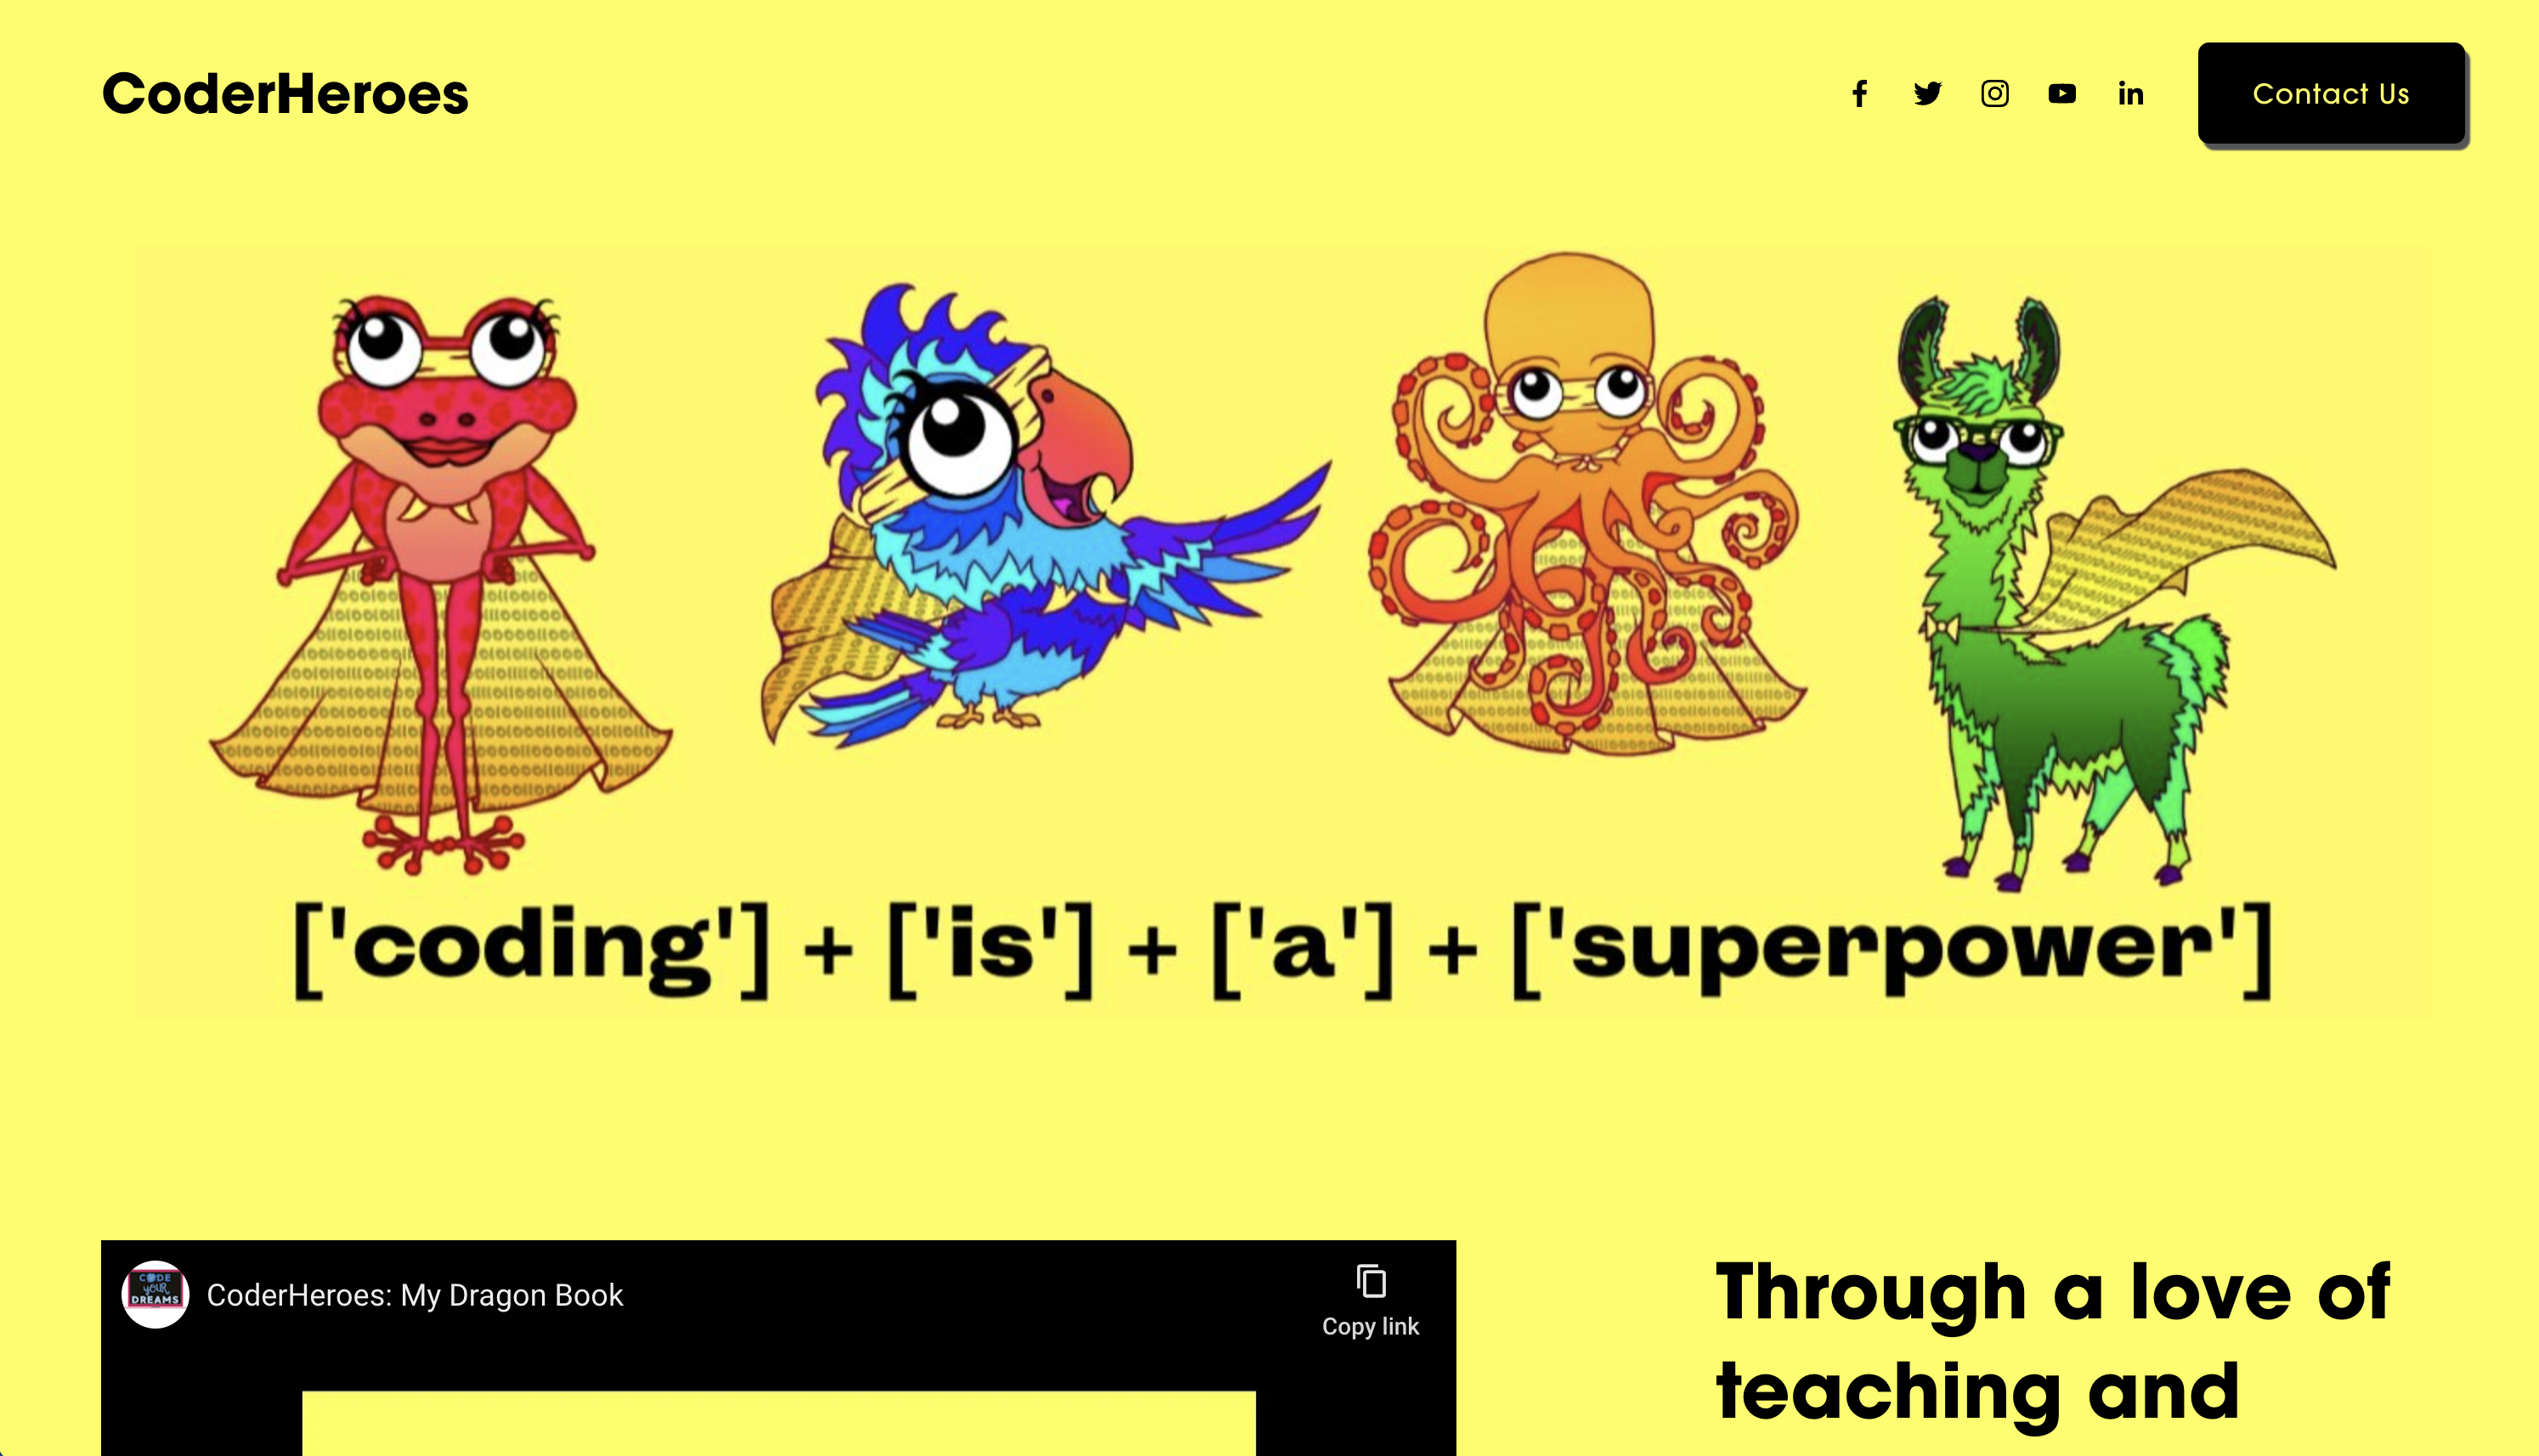 CoderHeroes
Contact Us
['coding'] + ['is'] + ['a'] + ['superpower']
CODE
your
DREAMS
CoderHeroes: My Dragon Book
Copy link
Through a love of
teaching and